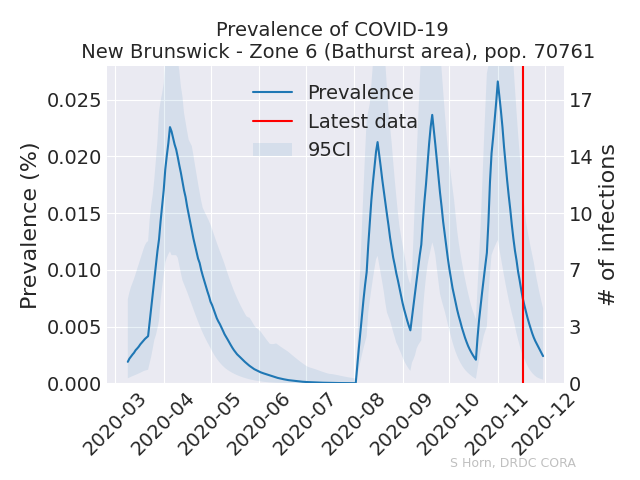 Prevalence of COVID-19
New Brunswick - Zone 6 (Bathurst area), pop. 70761
Prevalence
Latest data
95CI
Prevalence (%)
0.025
0.020
0.015
0.010
0.005
0.000
17
14
10
7
3
0
# of infections
2020-03
2020-04
2020-05
2020-06
2020-07
2020-08
2020-09
2020-10
2020-11
2020-12
S Horn, DRDC CORA